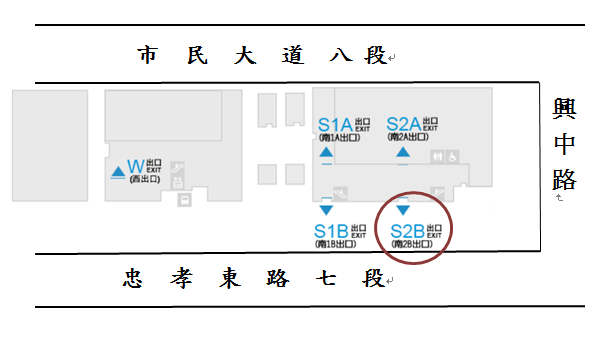 市民大道八段
興中路
S1A 出口 EXIT
(南1A出口)
S2A 出口 EXIT
(南2A出口)
W 出口 EXIT
(西出口)
S1B 出口 EXIT
(南1B出口)
S2B 出口 EXIT
(南2B出口)
忠孝東路七段